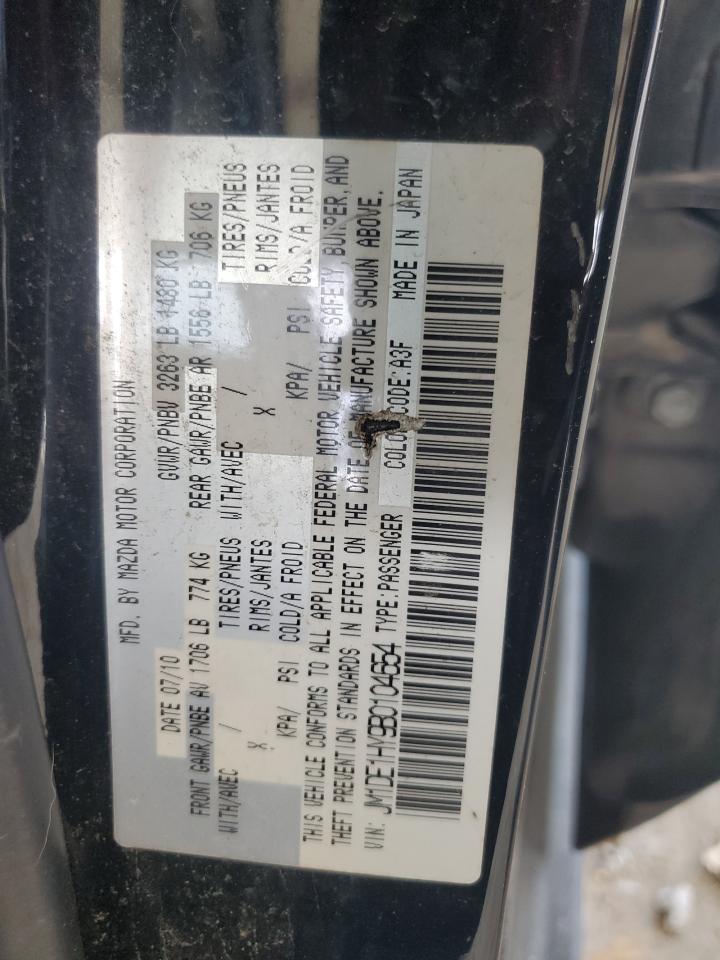 MFD. BY MAZDA MOTOR CORPORATION
DATE 07/10 GVWR/PNBV 3263 LB 1480 KG
FRONT GAWR/PNBE AV 1706 LB 774 KG REAR GAWR/PNBE AR 1556 LB 706 KG
WITH/AVEC / TIRES/PNEUS WITH/AVEC / TIRES/PNEUS
X RIMS/JANTES X RIMS/JANTES
KPA/ PSI COLD/A FROID KPA/ PSI COLD/A FROID
THIS VEHICLE CONFORMS TO ALL APPLICABLE FEDERAL MOTOR VEHICLE SAFETY, BUMPER, AND
THEFT PREVENTION STANDARDS IN EFFECT ON THE DATE OF MANUFACTURE SHOWN ABOVE.
VIN: JM1DE1HY9B0104654 TYPE:PASSENGER COLOR CODE:A3F MADE IN JAPAN